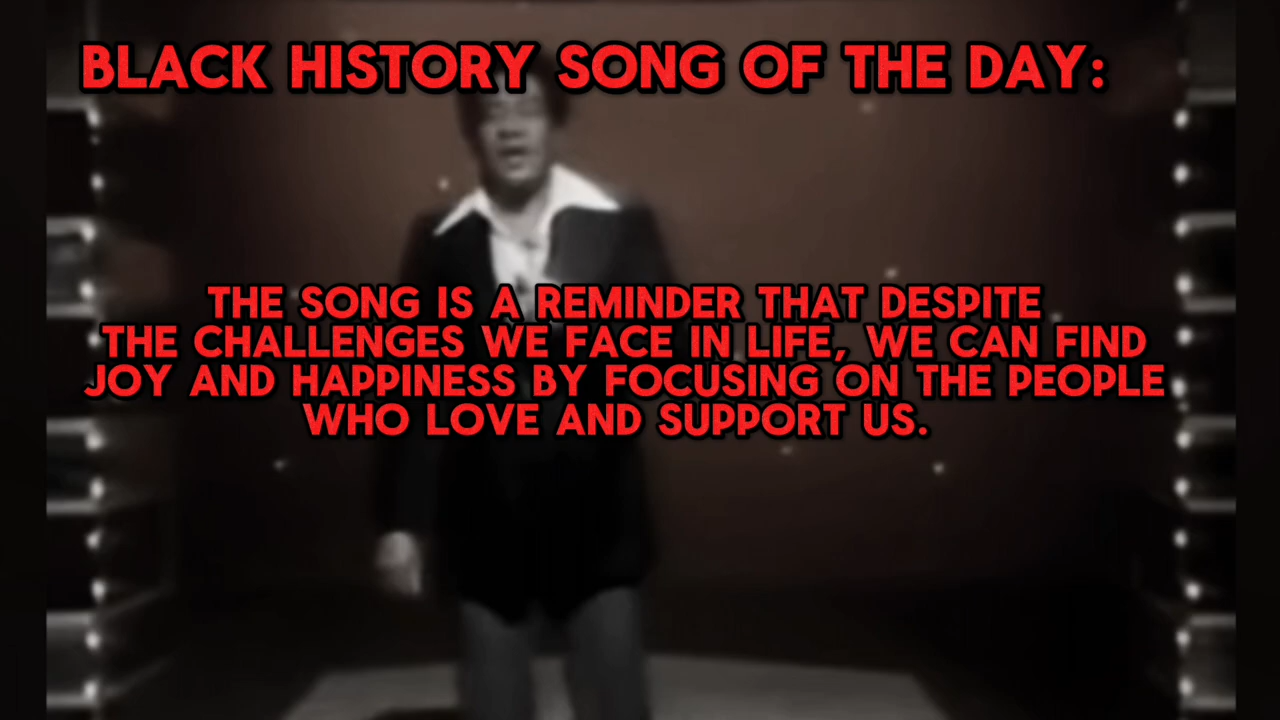 BLACK HISTORY SONG OF THE DAY:
THE SONG IS A REMINDER THAT DESPITE
THE CHALLENGES WE FACE IN LIFE, WE CAN FIND
JOY AND HAPPINESS BY FOCUSING ON THE PEOPLE
WHO LOVE AND SUPPORT US.